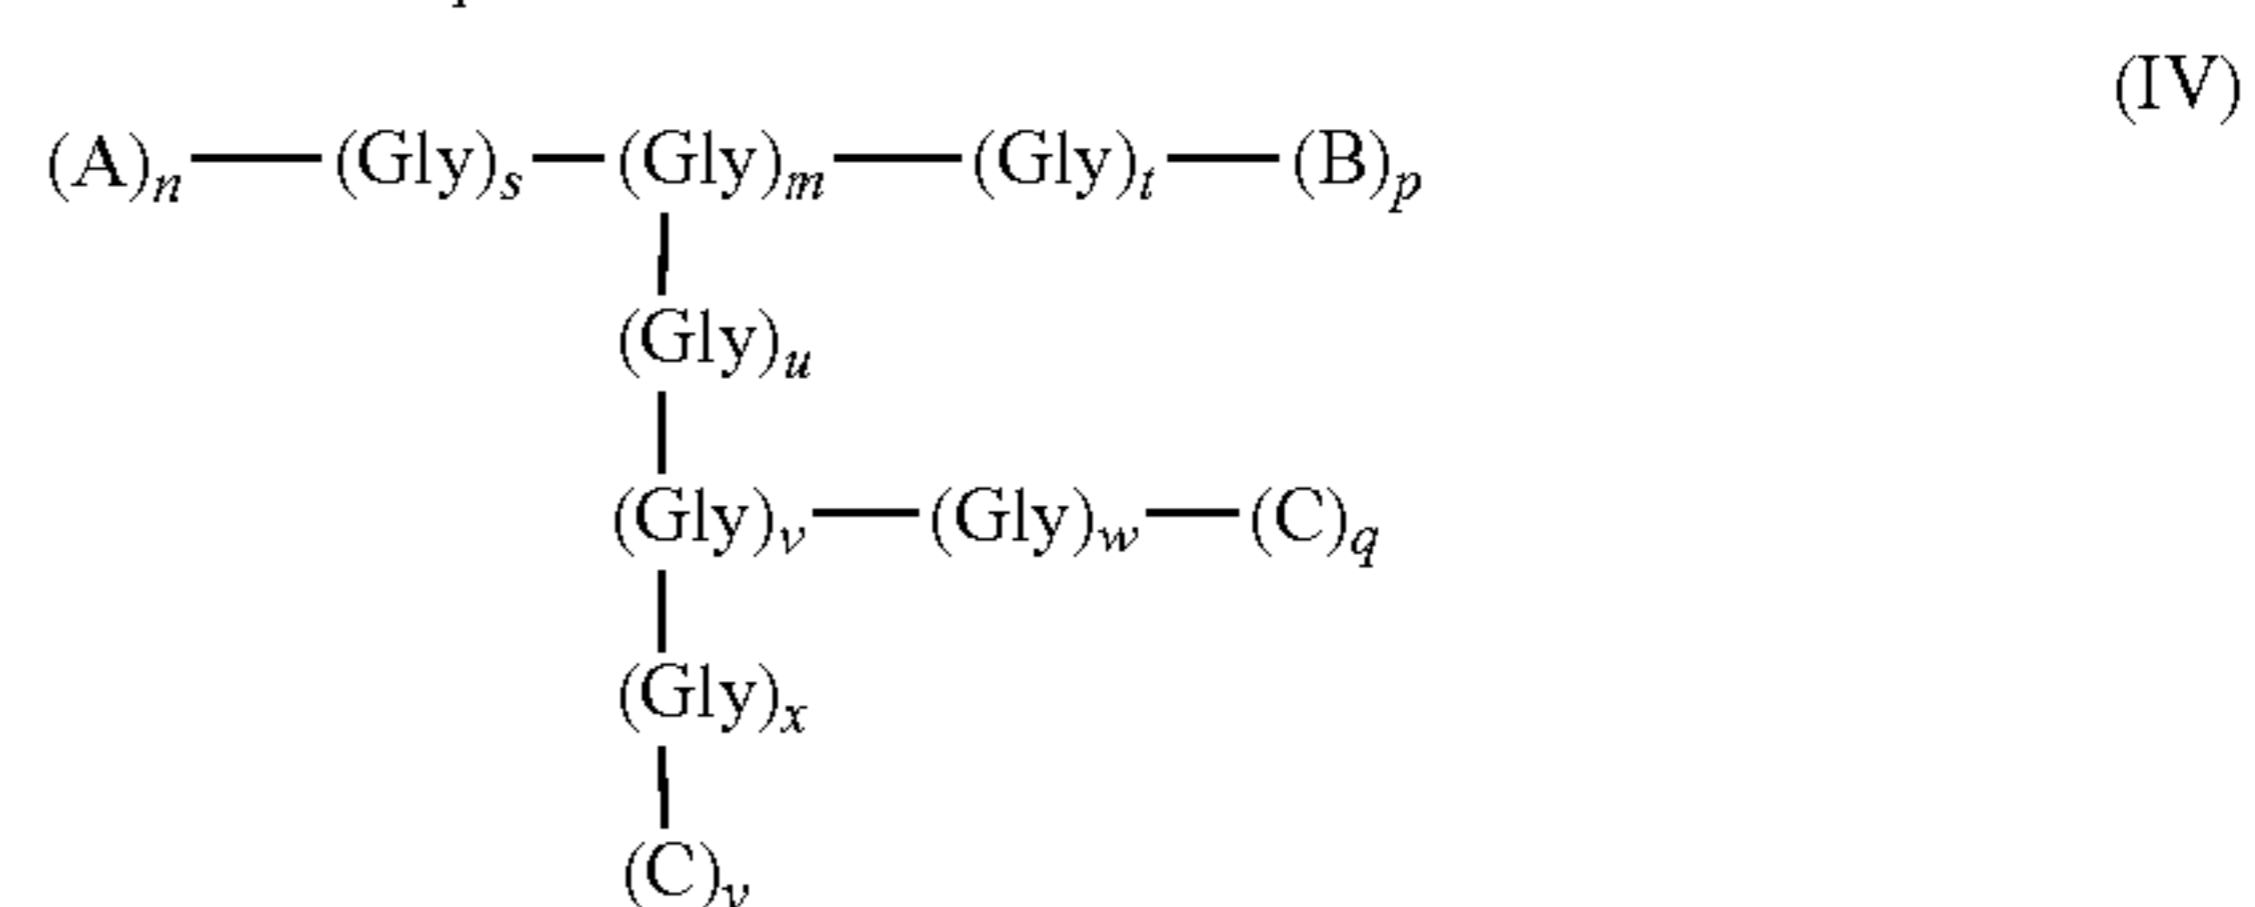 (IV)
(A)n—(Gly)s—(Gly)m—(Gly)t—(B)p
(Gly)u
(Gly)v—(Gly)w—(C)q
(Gly)x
(C)y